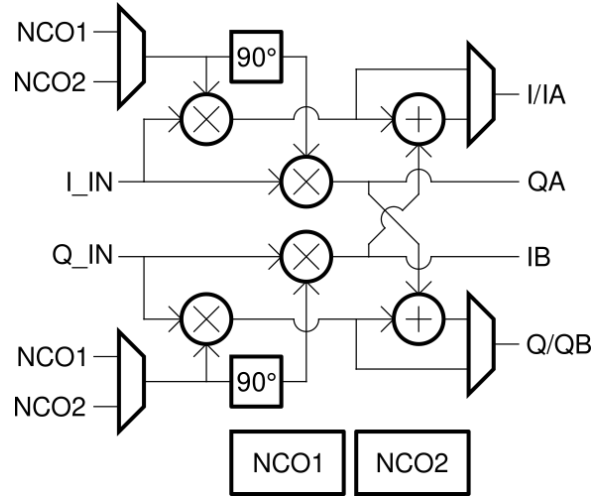 NCO1
NCO2
90°
I/IA
I_IN
QA
Q_IN
IB
NCO1
NCO2
90°
Q/QB
NCO1
NCO2